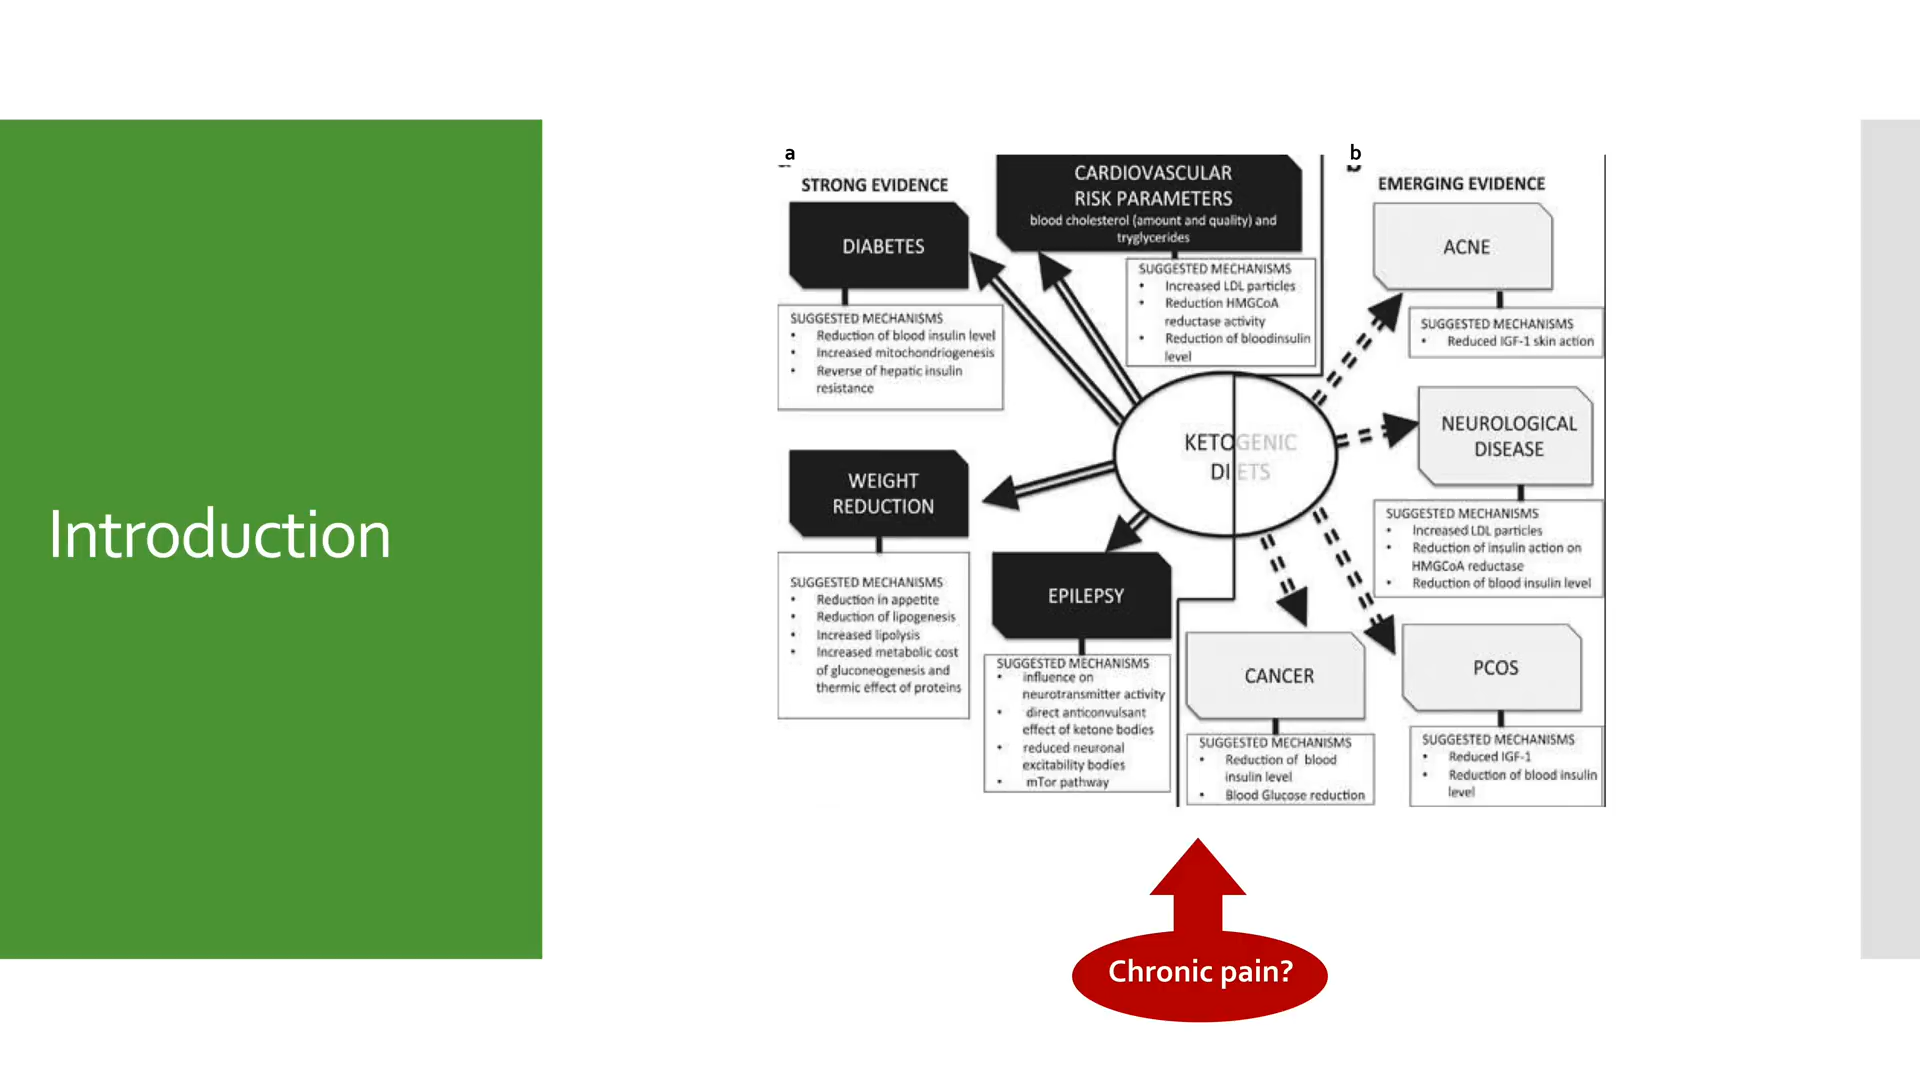 Introduction
a
STRONG EVIDENCE
DIABETES
SUGGESTED MECHANISMS
• Reduction of blood insulin level
• Increased mitochondriogenesis
• Reverse of hepatic insulin
resistance
CARDIOVASCULAR
RISK PARAMETERS
blood cholesterol (amount and quality) and
tryglycerides
SUGGESTED MECHANISMS
• Increased LDL particles
• Reduction HMGCoA
reductase activity
• Reduction of bloodinsulin
level
WEIGHT
REDUCTION
SUGGESTED MECHANISMS
• Reduction in appetite
• Reduction of lipogenesis
• Increased lipolysis
• Increased metabolic cost
of gluconeogenesis and
thermic effect of proteins
EPILEPSY
SUGGESTED MECHANISMS
• influence on
neurotransmitter activity
• direct anticonvulsant
effect of ketone bodies
• reduced neuronal
excitability bodies
• mTor pathway
KETOGENIC
DIETS
b
EMERGING EVIDENCE
ACNE
SUGGESTED MECHANISMS
• Reduced IGF-1 skin action
NEUROLOGICAL
DISEASE
SUGGESTED MECHANISMS
• Increased LDL particles
• Reduction of insulin action on
HMGCoA reductase
• Reduction of blood insulin level
CANCER
SUGGESTED MECHANISMS
• Reduction of blood
insulin level
• Blood Glucose reduction
PCOS
SUGGESTED MECHANISMS
• Reduced IGF-1
• Reduction of blood insulin
level
Chronic pain?